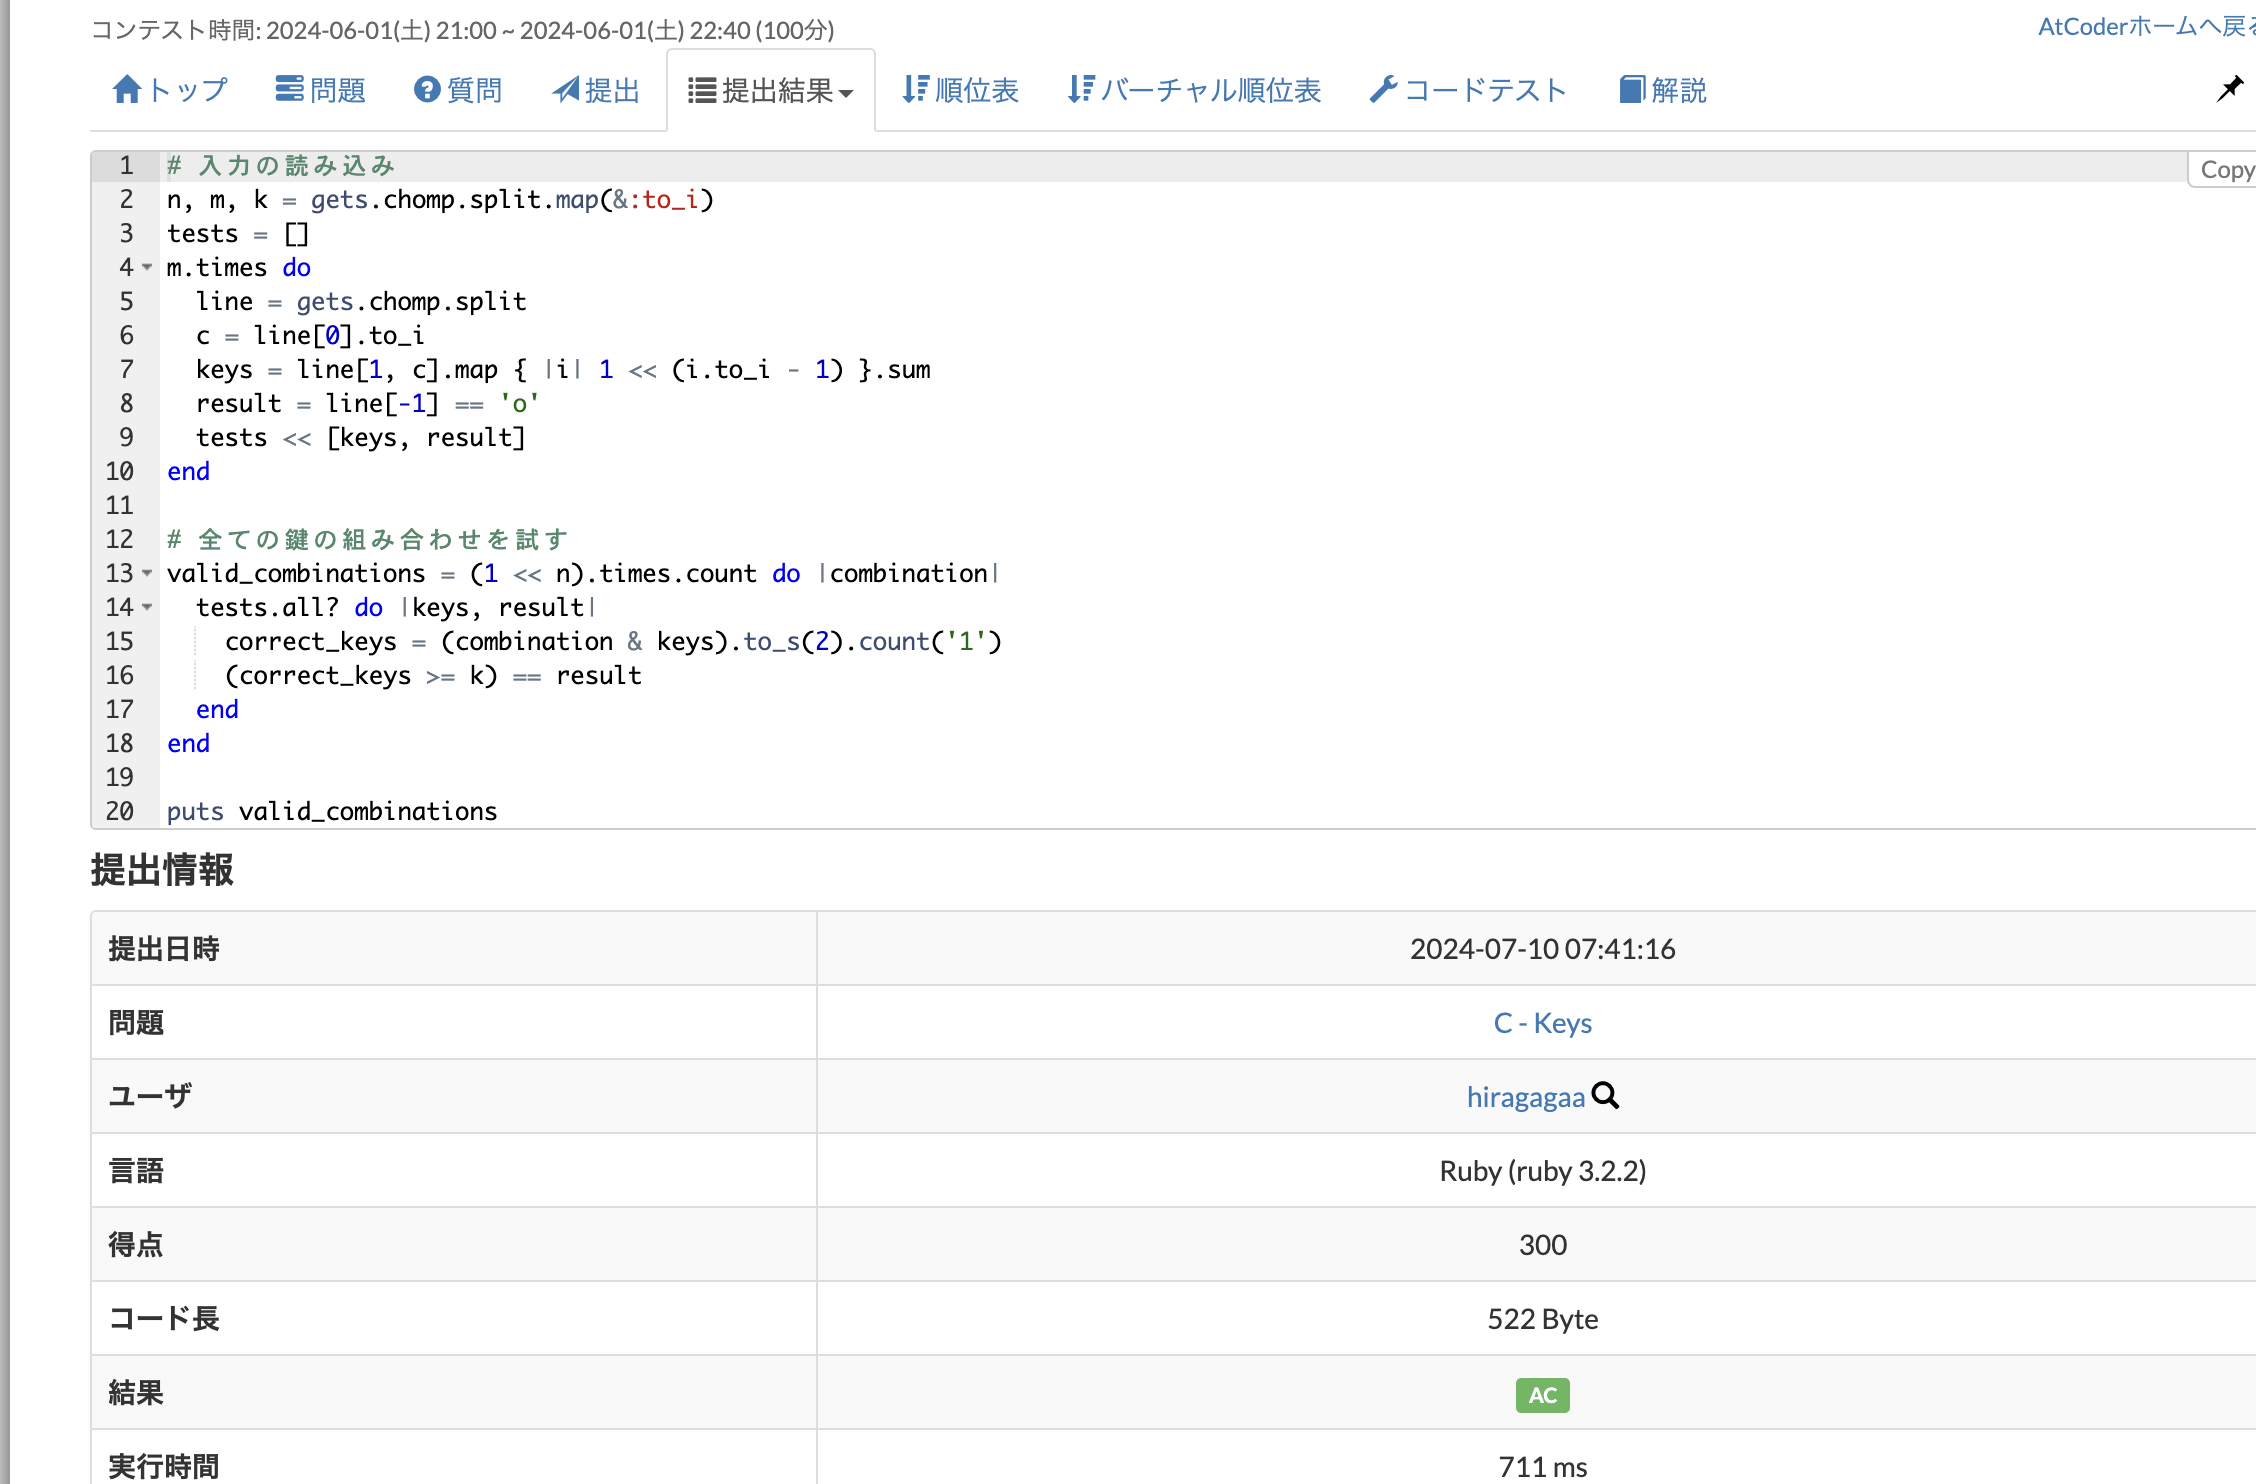 コンテスト時間: 2024-06-01(土) 21:00 ~ 2024-06-01(土) 22:40 (100分)
AtCoderホームへ戻る
トップ 問題 質問 提出 提出結果 順位表 バーチャル順位表 コードテスト 解説
Copy
1 # 入力の読み込み
2 n, m, k = gets.chomp.split.map(&:to_i)
3 tests = []
4 m.times do
5   line = gets.chomp.split
6   c = line[0].to_i
7   keys = line[1, c].map { |i| 1 << (i.to_i - 1) }.sum
8   result = line[-1] == 'o'
9   tests << [keys, result]
10 end
11
12 # 全ての鍵の組み合わせを試す
13 valid_combinations = (1 << n).times.count do |combination|
14   tests.all? do |keys, result|
15     correct_keys = (combination & keys).to_s(2).count('1')
16     (correct_keys >= k) == result
17   end
18 end
19
20 puts valid_combinations
提出情報
提出日時 2024-07-10 07:41:16
問題 C - Keys
ユーザ hiragagaa
言語 Ruby (ruby 3.2.2)
得点 300
コード長 522 Byte
結果 AC
実行時間 711 ms